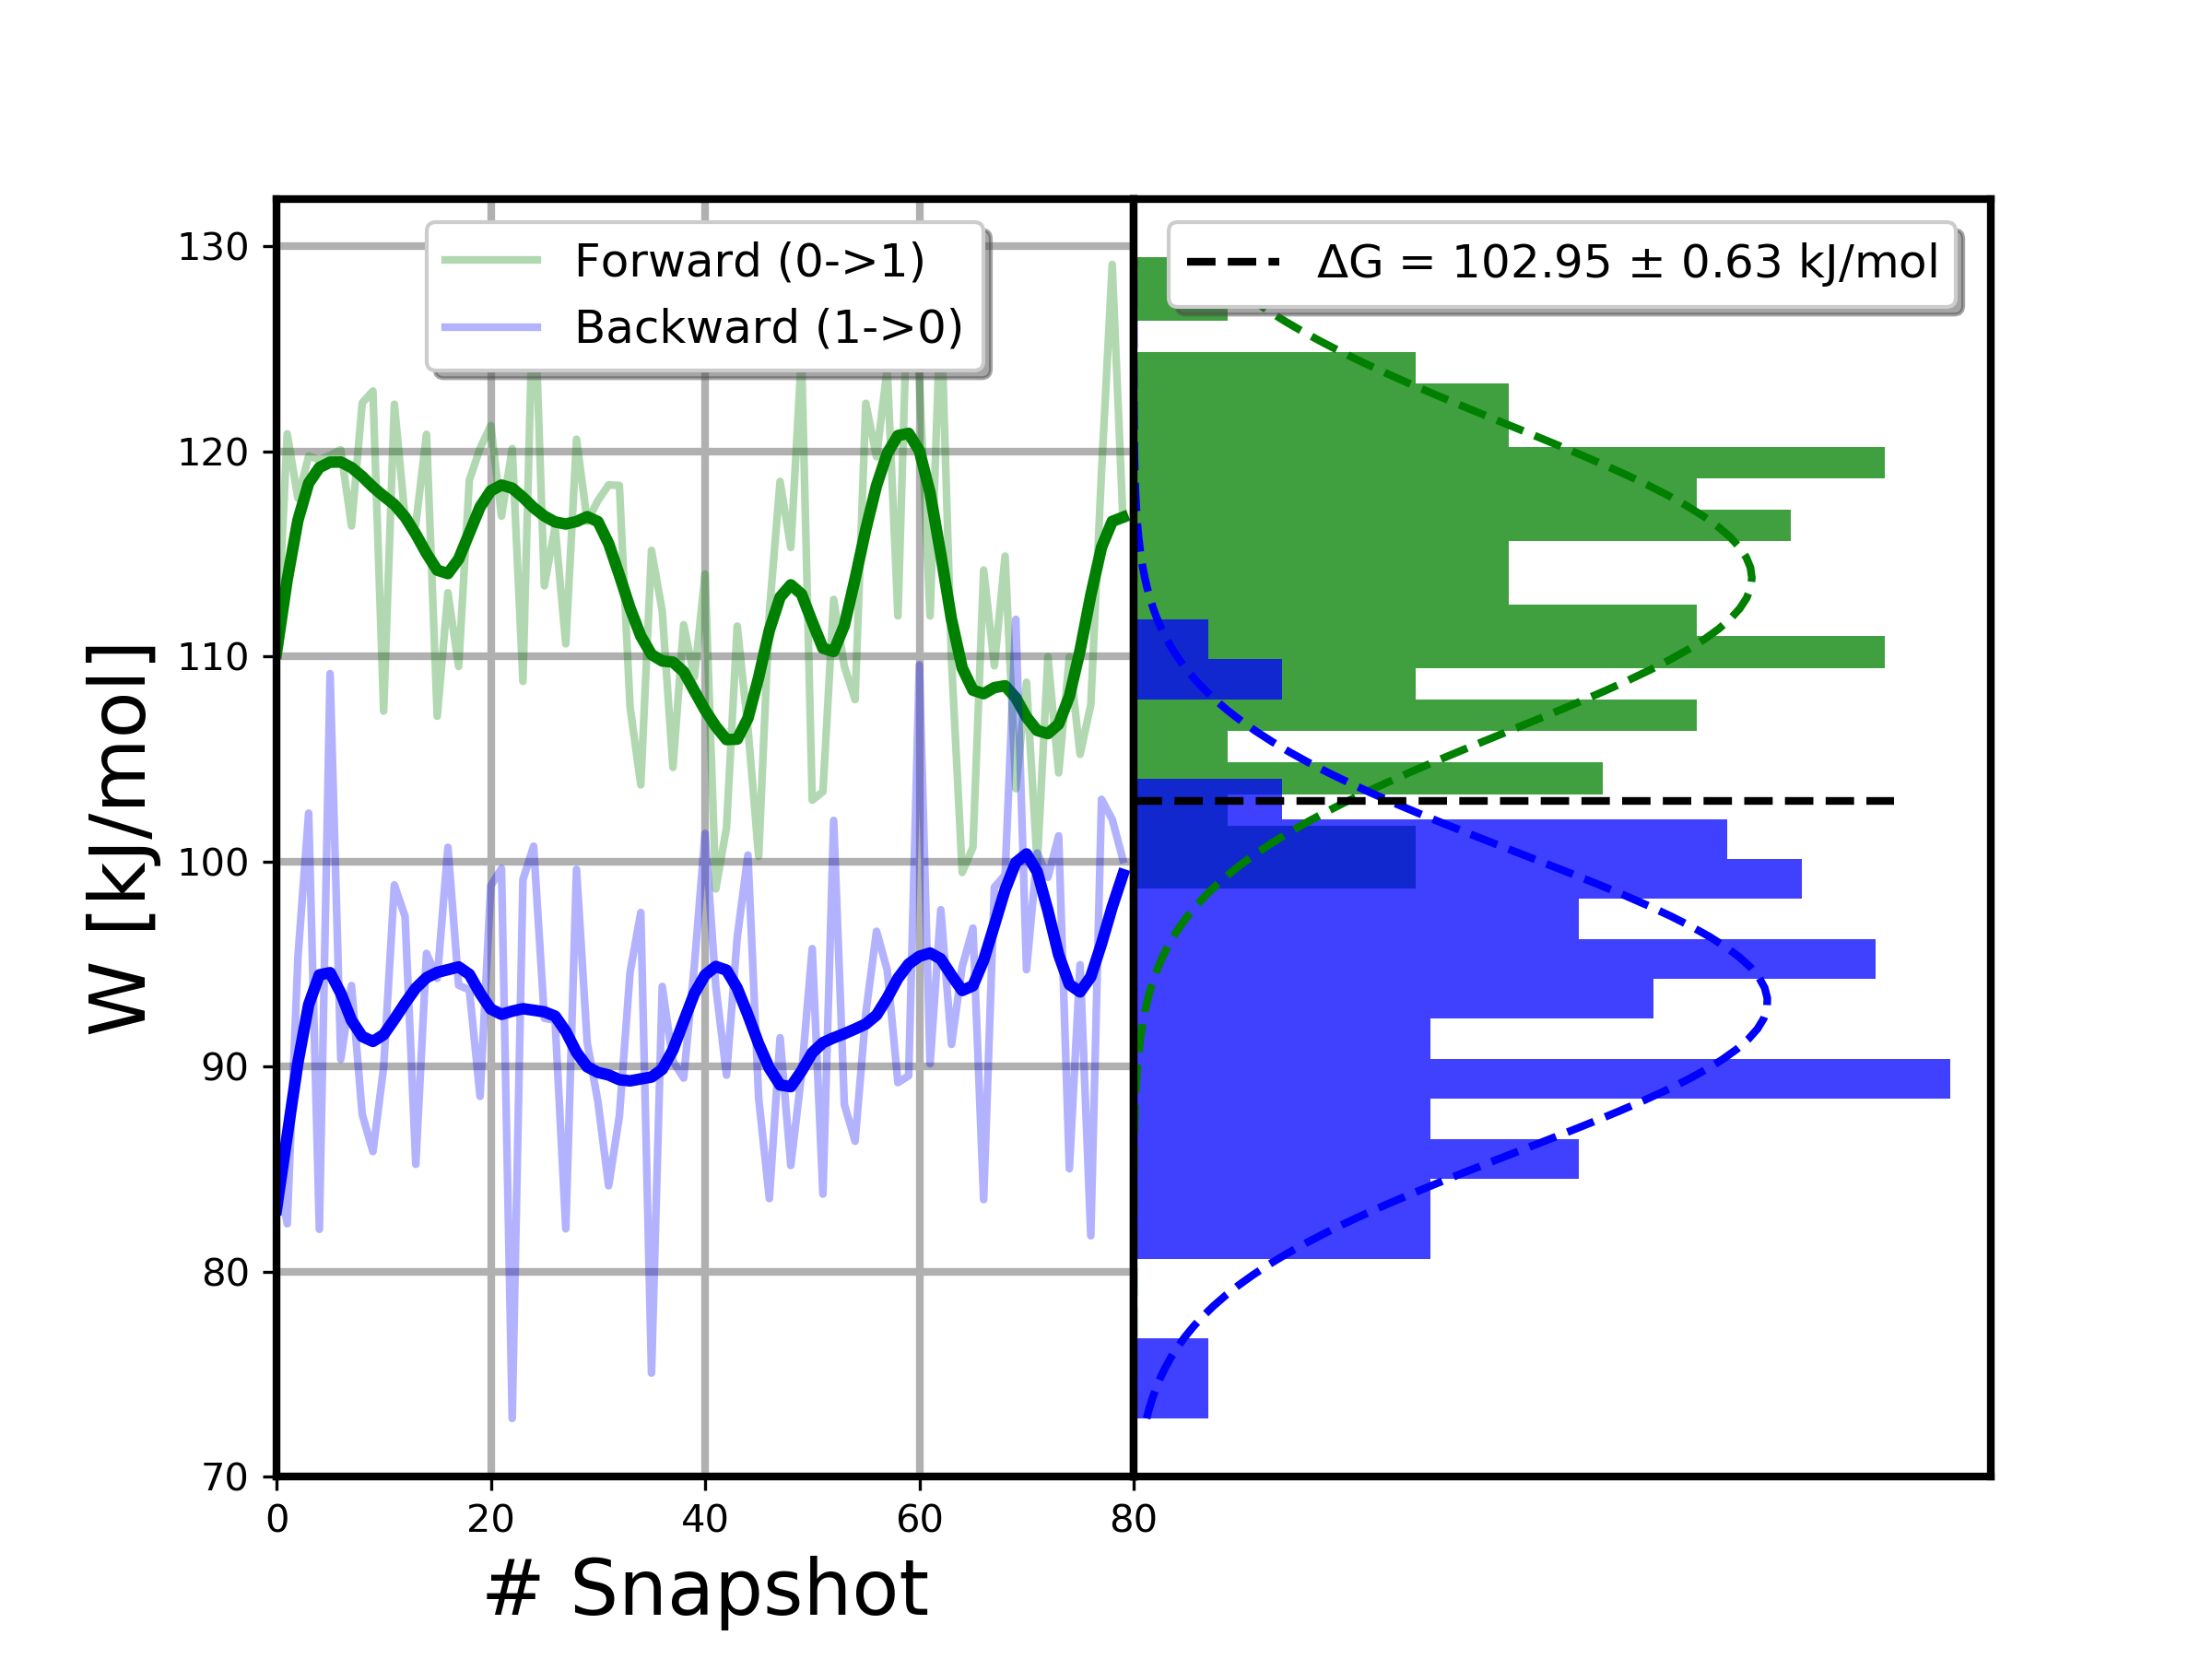 Forward (0->1)
Backward (1->0)
ΔG = 102.95 ± 0.63 kJ/mol
W [kJ/mol]
130
120
110
100
90
80
70
0 20 40 60 80
# Snapshot